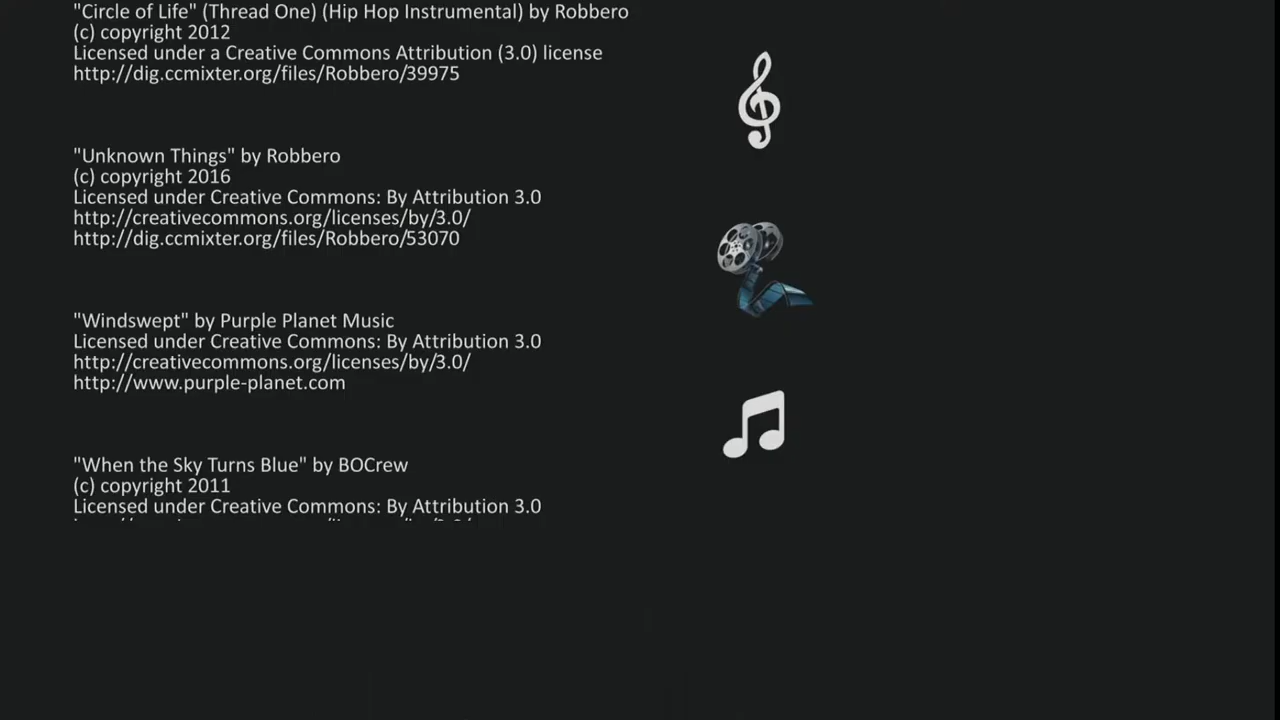 "Circle of Life" (Thread One) (Hip Hop Instrumental) by Robbero
(c) copyright 2012
Licensed under a Creative Commons Attribution (3.0) license
http://dig.ccmixter.org/files/Robbero/39975
"Unknown Things" by Robbero
(c) copyright 2016
Licensed under Creative Commons: By Attribution 3.0
http://creativecommons.org/licenses/by/3.0/
http://dig.ccmixter.org/files/Robbero/53070
"Windswept" by Purple Planet Music
Licensed under Creative Commons: By Attribution 3.0
http://creativecommons.org/licenses/by/3.0/
http://www.purple-planet.com
"When the Sky Turns Blue" by BOCrew
(c) copyright 2011
Licensed under Creative Commons: By Attribution 3.0